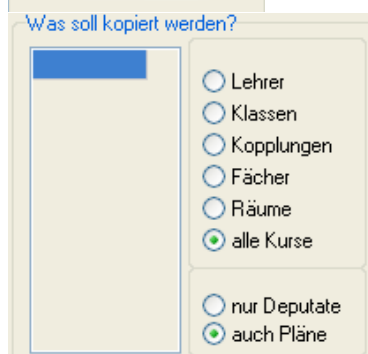 Was soll kopiert werden?
Lehrer
Klassen
Kopplungen
Fächer
Räume
alle Kurse
nur Deputate
auch Pläne